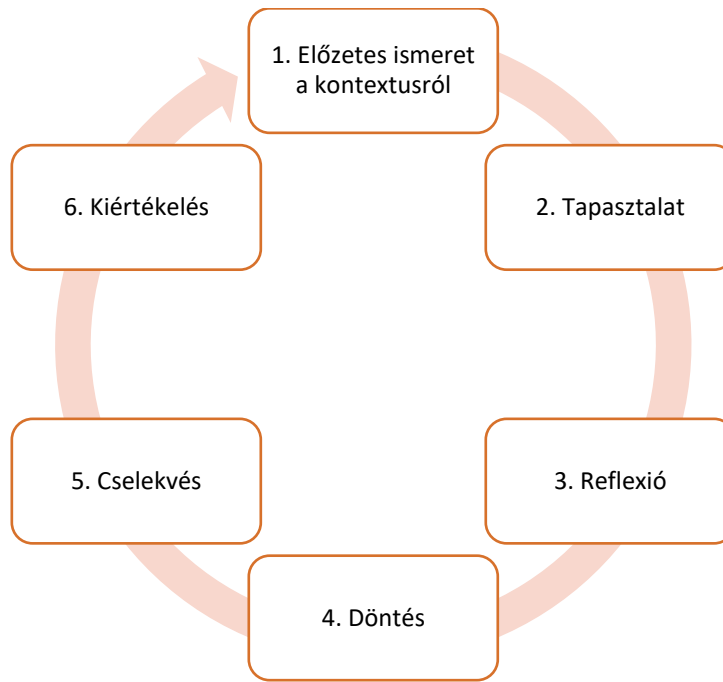 1. Előzetes ismeret
a kontextusról
2. Tapasztalat
3. Reflexió
4. Döntés
5. Cselekvés
6. Kiértékelés